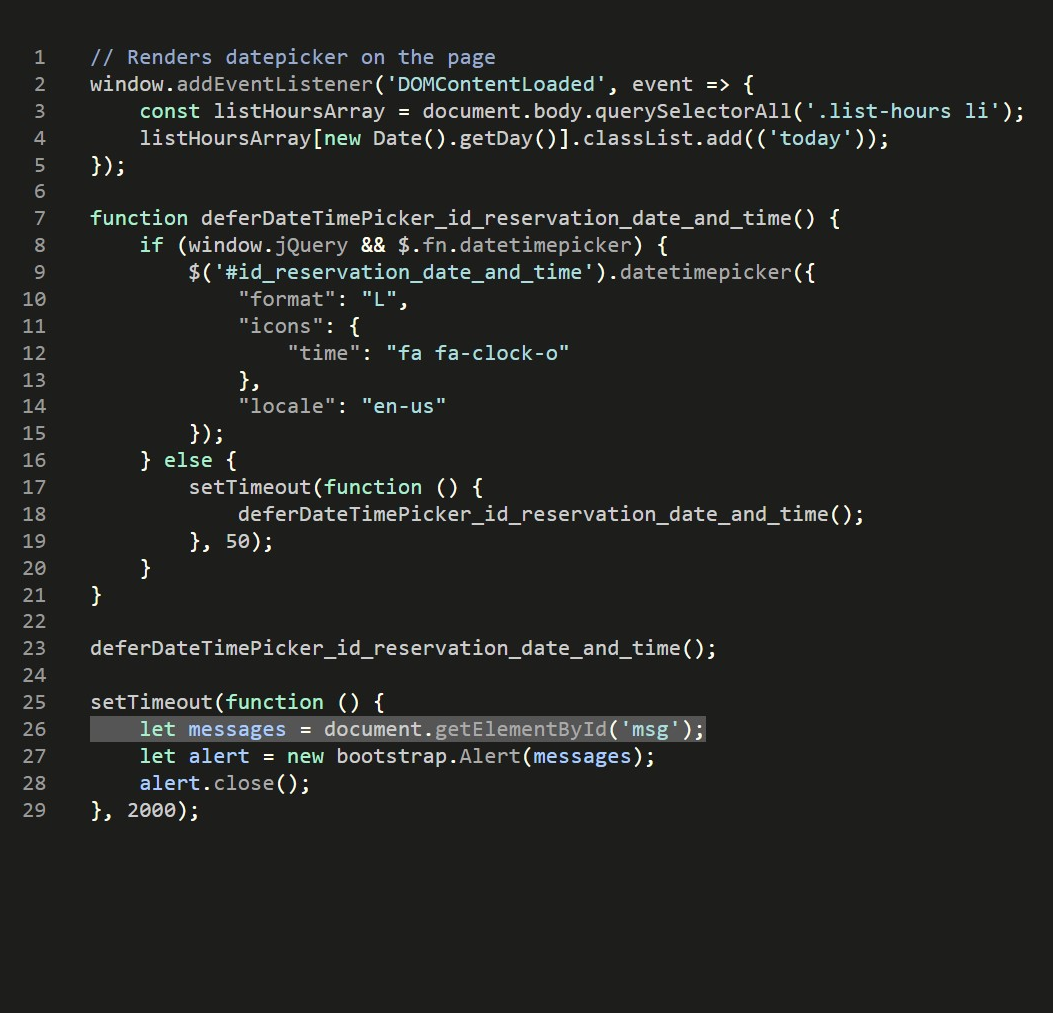 1 // Renders datepicker on the page
2 window.addEventListener('DOMContentLoaded', event => {
3     const listHoursArray = document.body.querySelectorAll('.list-hours li');
4     listHoursArray[new Date().getDay()].classList.add(('today'));
5 });
6
7 function deferDateTimePicker_id_reservation_date_and_time() {
8     if (window.jQuery && $.fn.datetimepicker) {
9         $('#id_reservation_date_and_time').datetimepicker({
10             "format": "L",
11             "icons": {
12                 "time": "fa fa-clock-o"
13             },
14             "locale": "en-us"
15         });
16     } else {
17         setTimeout(function () {
18             deferDateTimePicker_id_reservation_date_and_time();
19         }, 50);
20     }
21 }
22
23 deferDateTimePicker_id_reservation_date_and_time();
24
25 setTimeout(function () {
26     let messages = document.getElementById('msg');
27     let alert = new bootstrap.Alert(messages);
28     alert.close();
29 }, 2000);